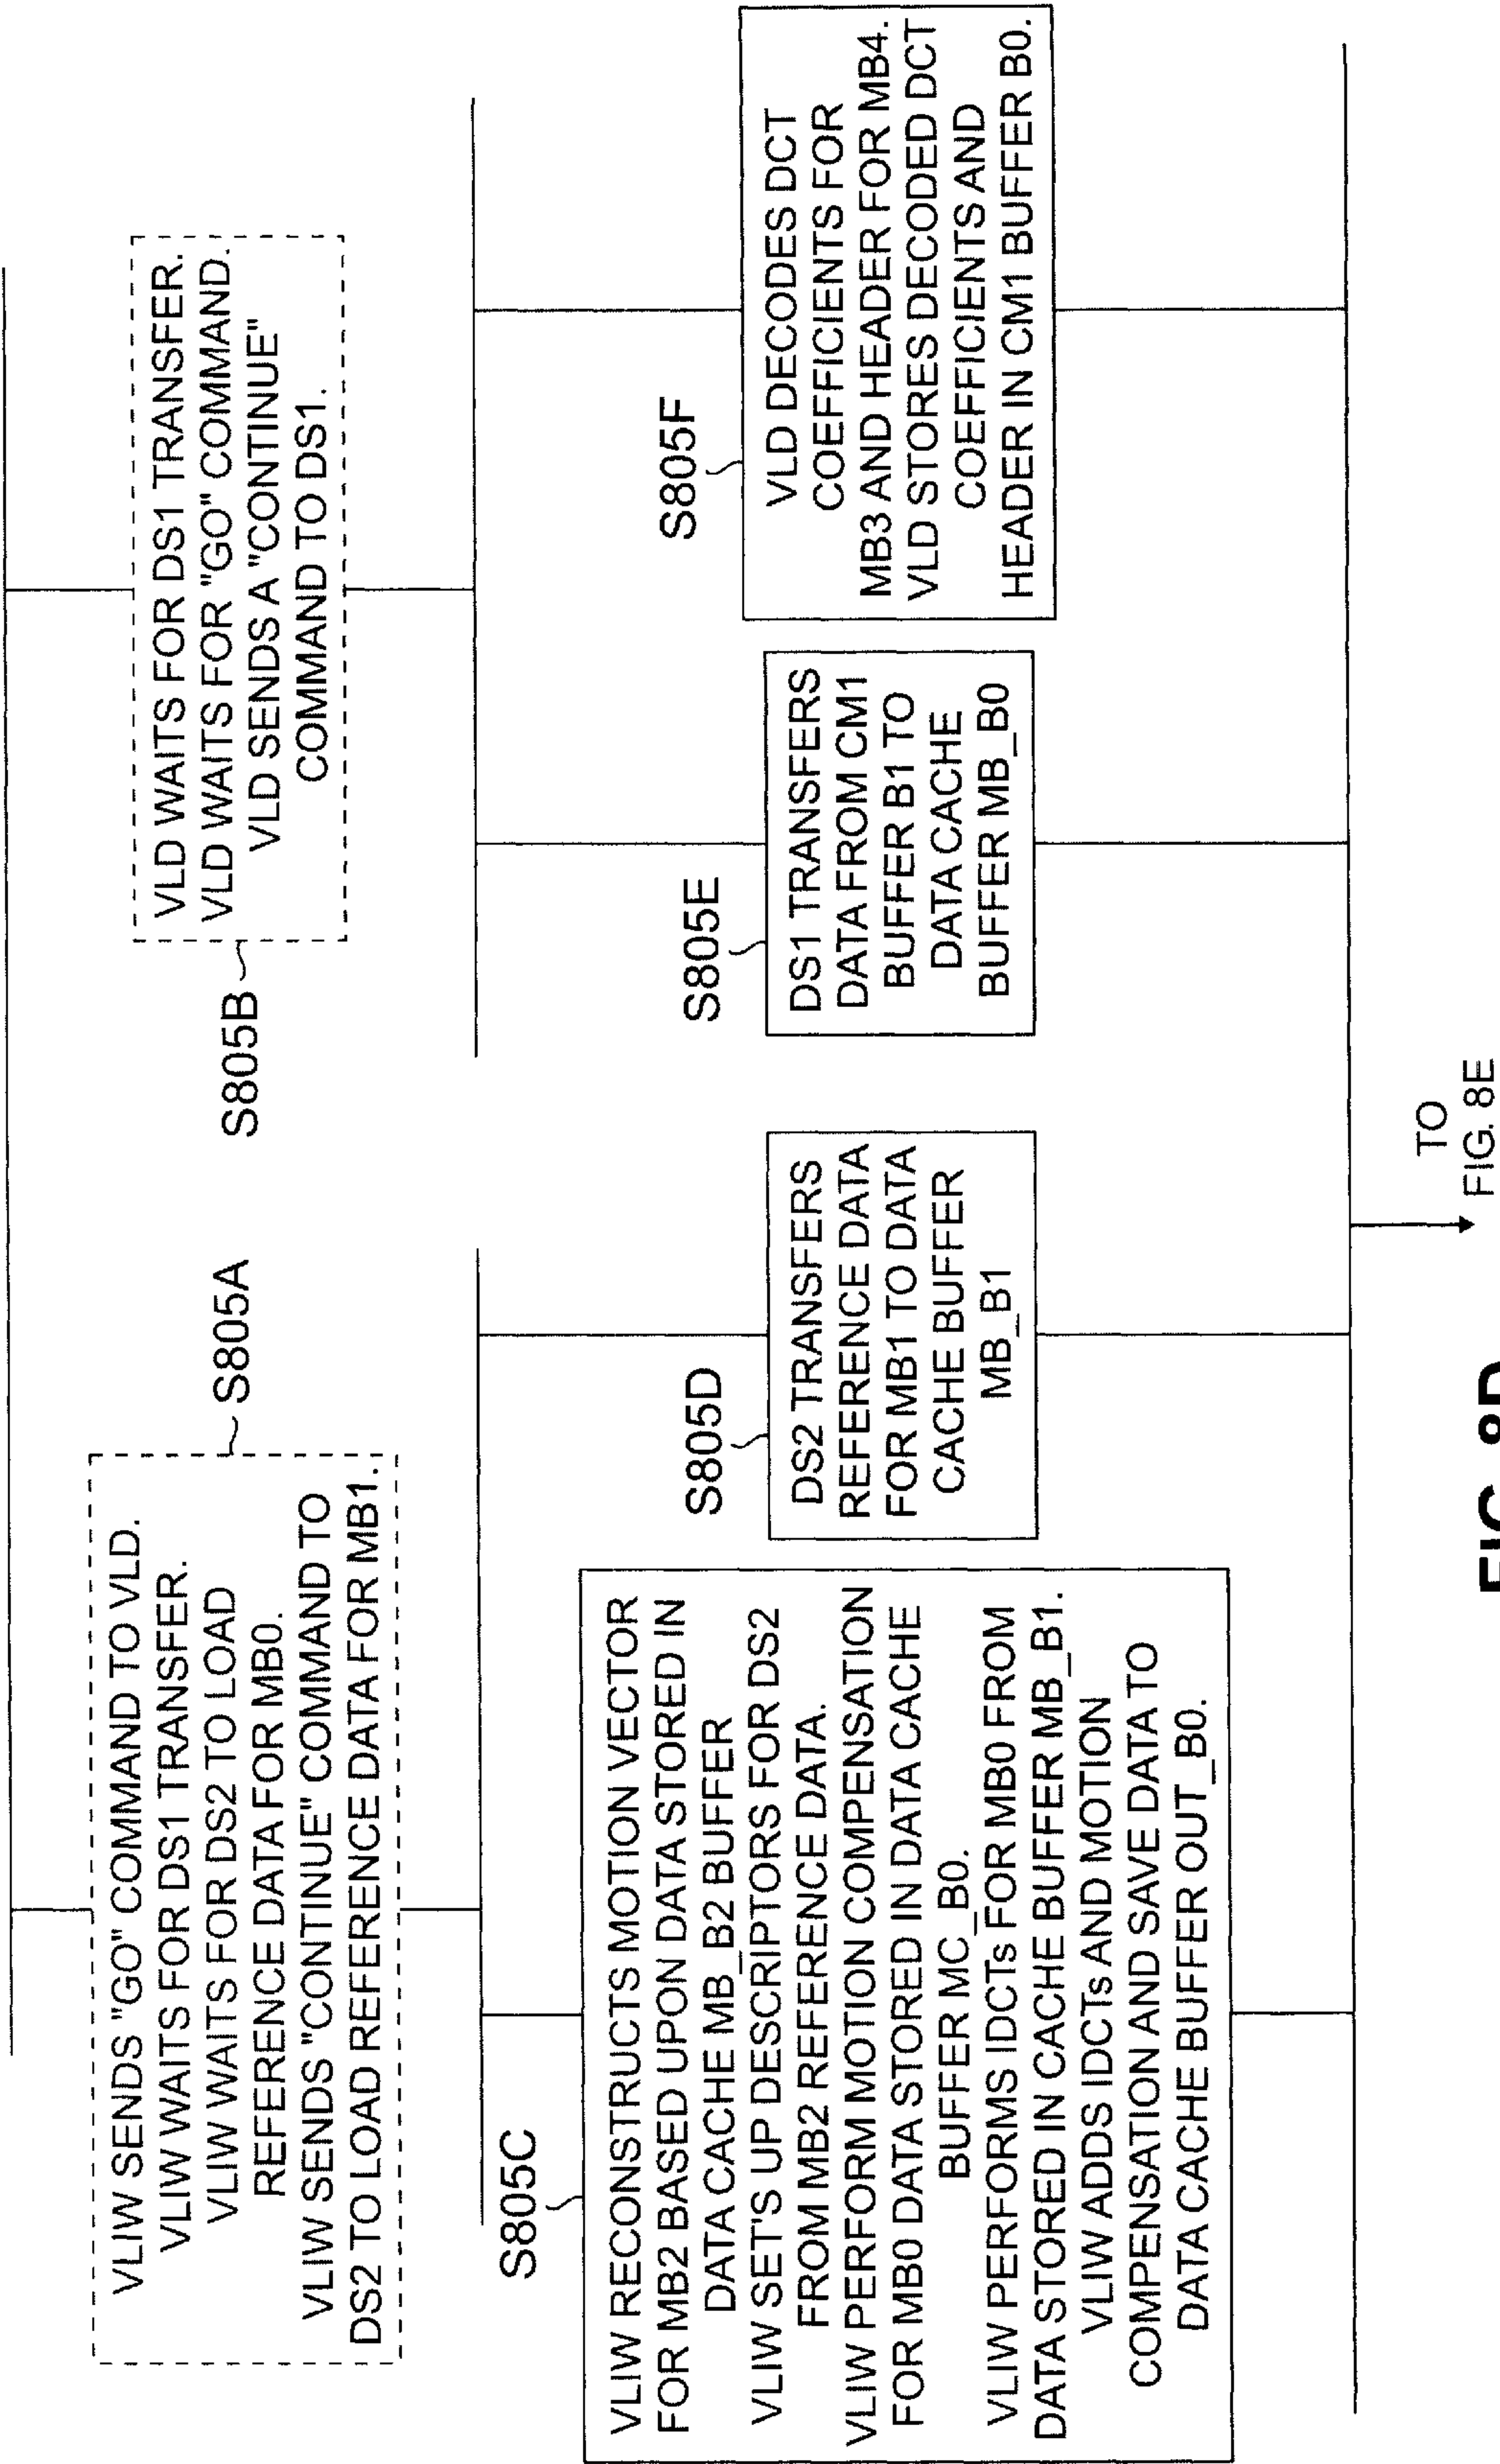 VLIW SENDS "GO" COMMAND TO VLD.
VLIW WAITS FOR DS1 TRANSFER.
VLIW WAITS FOR DS2 TO LOAD
REFERENCE DATA FOR MB0.
VLIW SENDS "CONTINUE" COMMAND TO
DS2 TO LOAD REFERENCE DATA FOR MB1.
S805A
VLD WAITS FOR DS1 TRANSFER.
VLD WAITS FOR "GO" COMMAND.
VLD SENDS A "CONTINUE"
COMMAND TO DS1.
S805B
S805C
VLIW RECONSTRUCTS MOTION VECTOR
FOR MB2 BASED UPON DATA STORED IN
DATA CACHE MB_B2 BUFFER
VLIW SET'S UP DESCRIPTORS FOR DS2
FROM MB2 REFERENCE DATA.
VLIW PERFORM MOTION COMPENSATION
FOR MB0 DATA STORED IN DATA CACHE
BUFFER MC_B0.
VLIW PERFORMS IDCTs FOR MB0 FROM
DATA STORED IN CACHE BUFFER MB_B1.
VLIW ADDS IDCTs AND MOTION
COMPENSATION AND SAVE DATA TO
DATA CACHE BUFFER OUT_B0.
S805D
DS2 TRANSFERS
REFERENCE DATA
FOR MB1 TO DATA
CACHE BUFFER
MB_B1
S805E
DS1 TRANSFERS
DATA FROM CM1
BUFFER B1 TO
DATA CACHE
BUFFER MB_B0
S805F
VLD DECODES DCT
COEFFICIENTS FOR
MB3 AND HEADER FOR MB4.
VLD STORES DECODED DCT
COEFFICIENTS AND
HEADER IN CM1 BUFFER B0.
TO
FIG. 8E
FIG. 8D